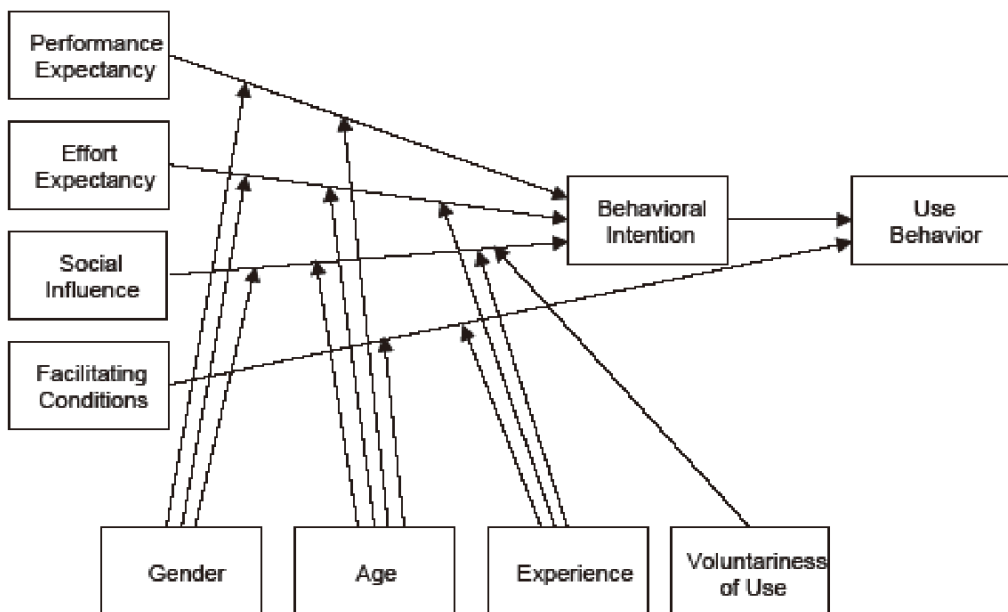 Performance
Expectancy
Effort
Expectancy
Social
Influence
Facilitating
Conditions
Behavioral
Intention
Use
Behavior
Gender
Age
Experience
Voluntariness
of Use